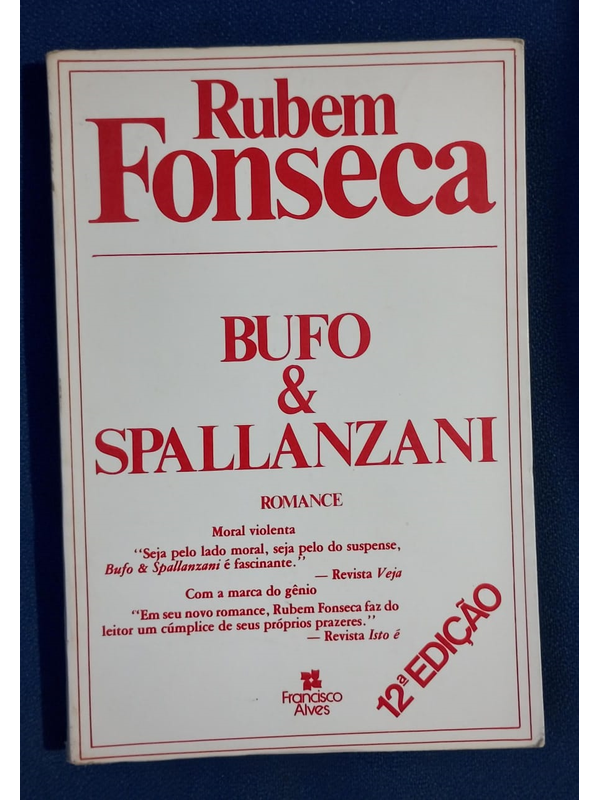 Rubem
Fonseca
BUFO
&
SPALLANZANI
ROMANCE
Moral violenta
"Seja pelo lado moral, seja pelo do suspense,
Bufo & Spallanzani é fascinante."
— Revista Veja
Com a marca do gênio
"Em seu novo romance, Rubem Fonseca faz do
leitor um cúmplice de seus próprios prazeres."
— Revista Isto é
12ª EDIÇÃO
Francisco
Alves